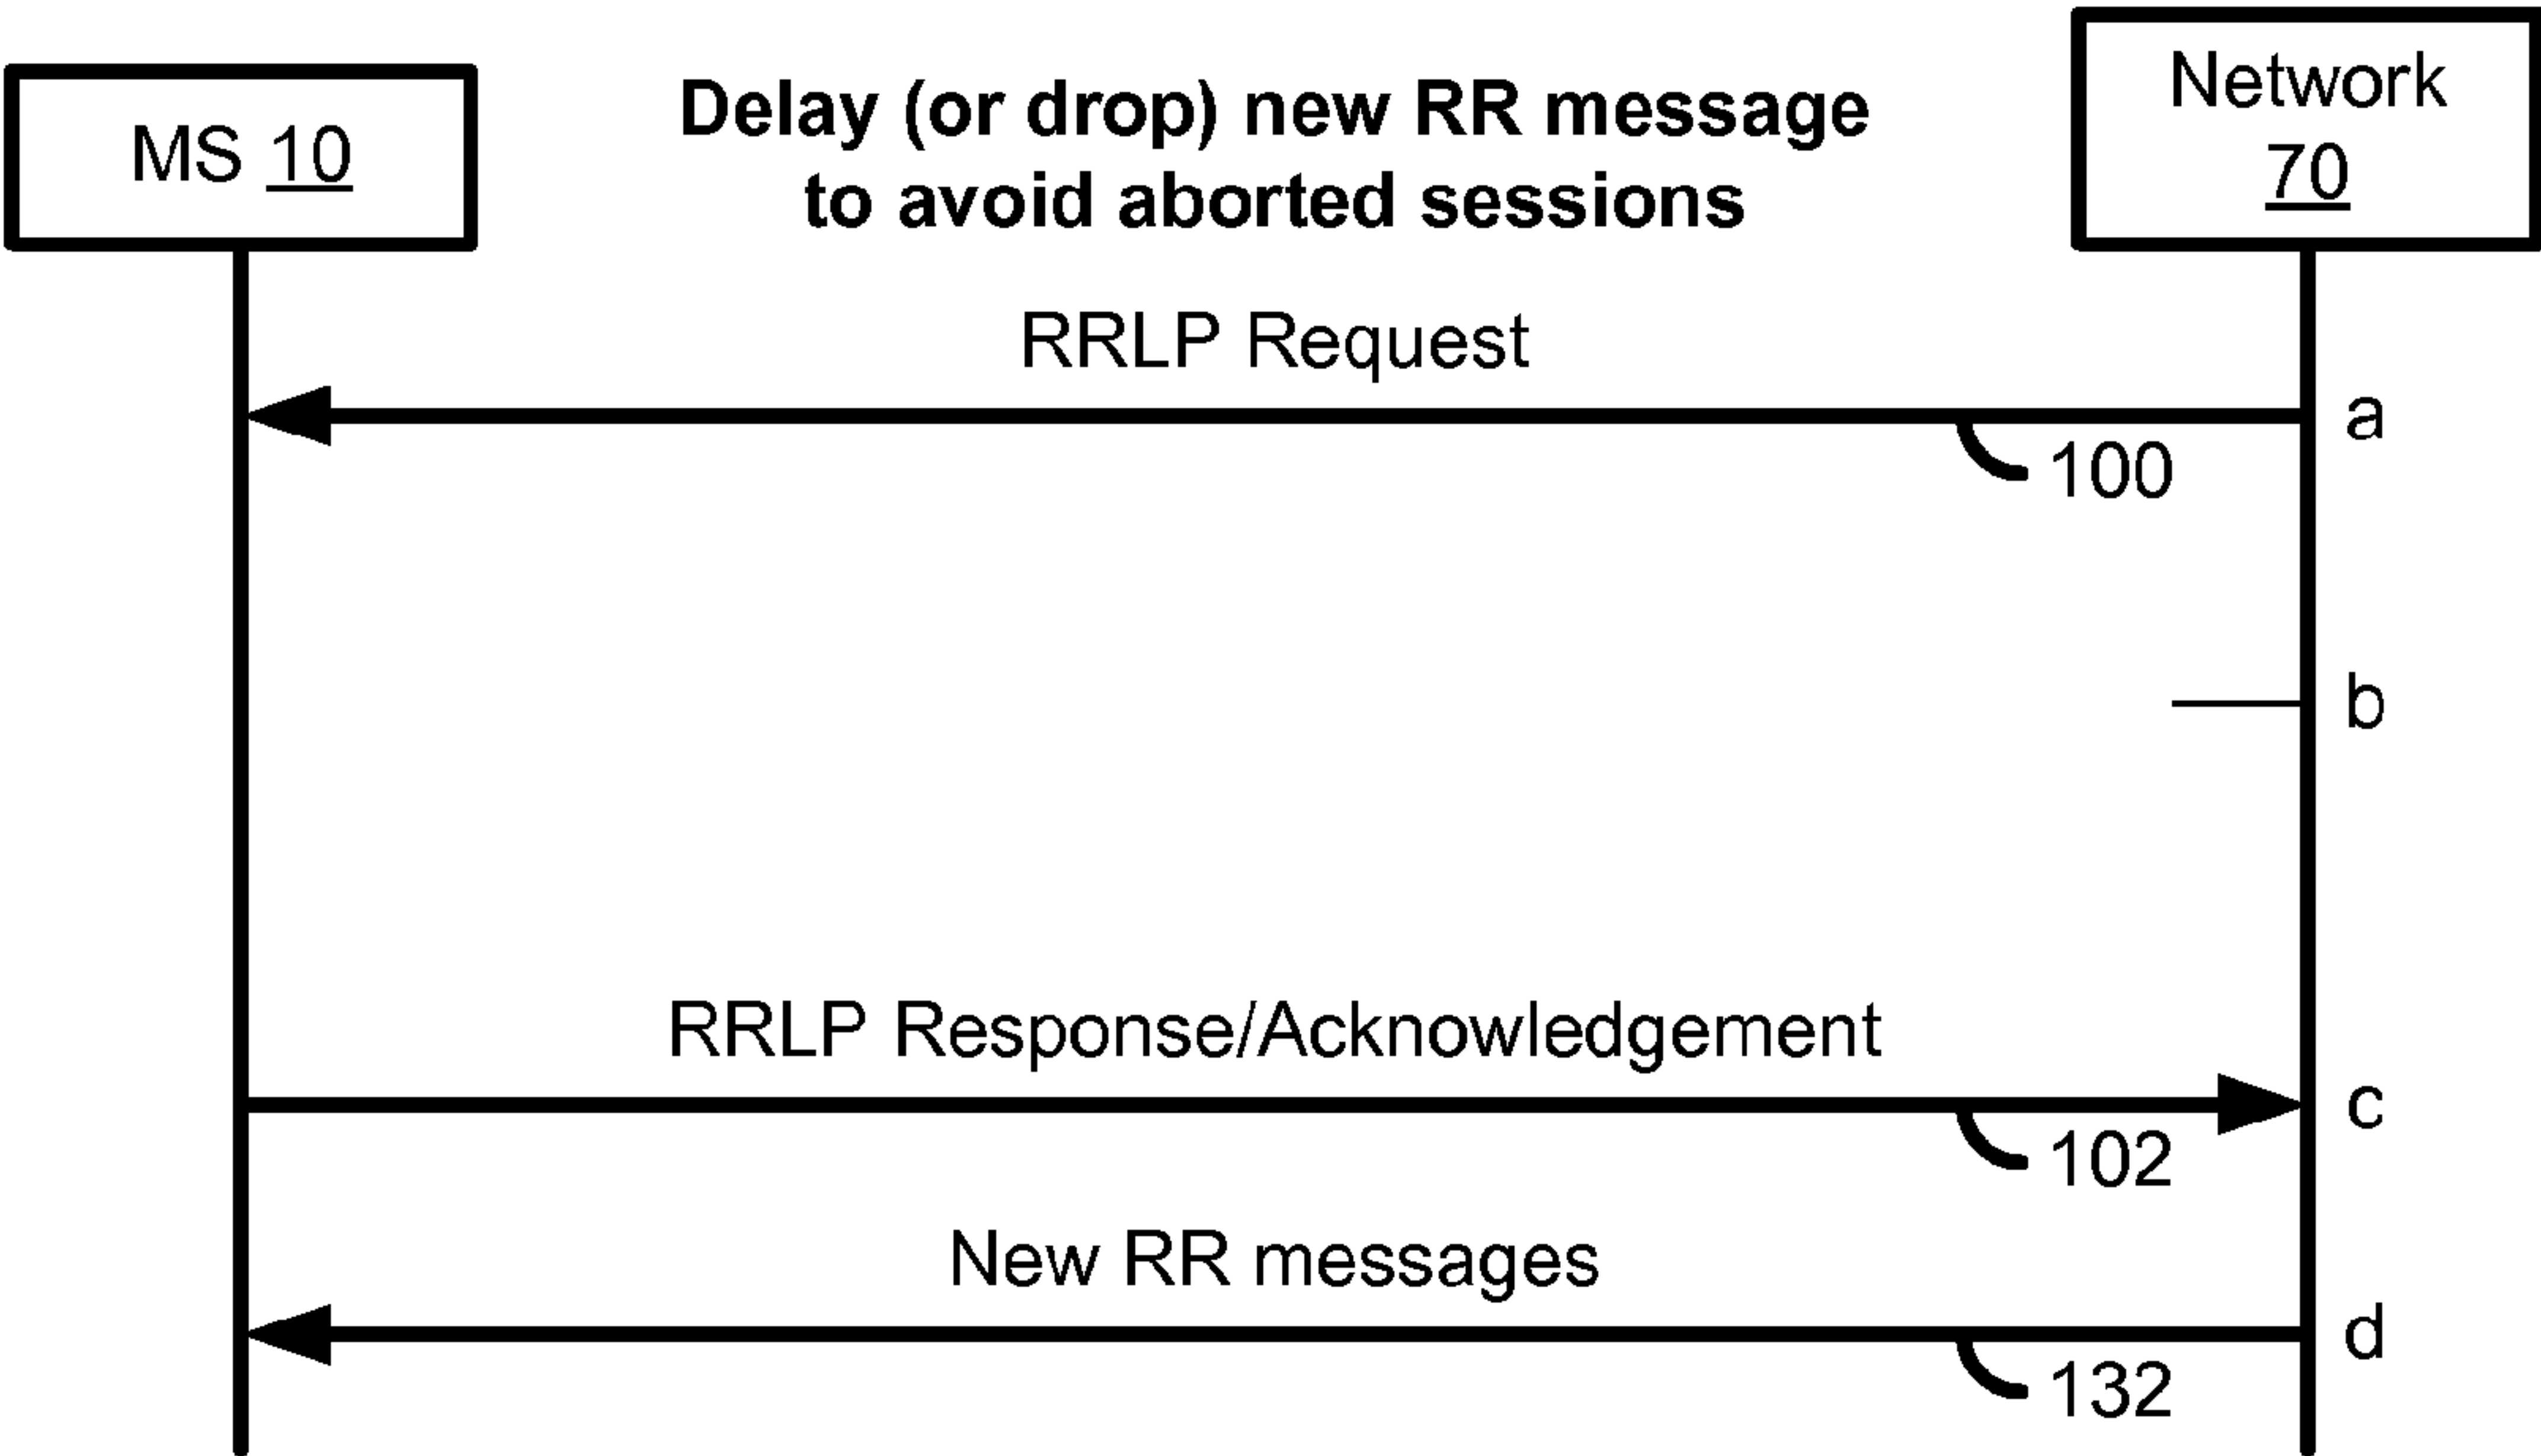 MS 10
Delay (or drop) new RR message
to avoid aborted sessions
Network
70
RRLP Request
a
100
b
RRLP Response/Acknowledgement
c
102
New RR messages
d
132